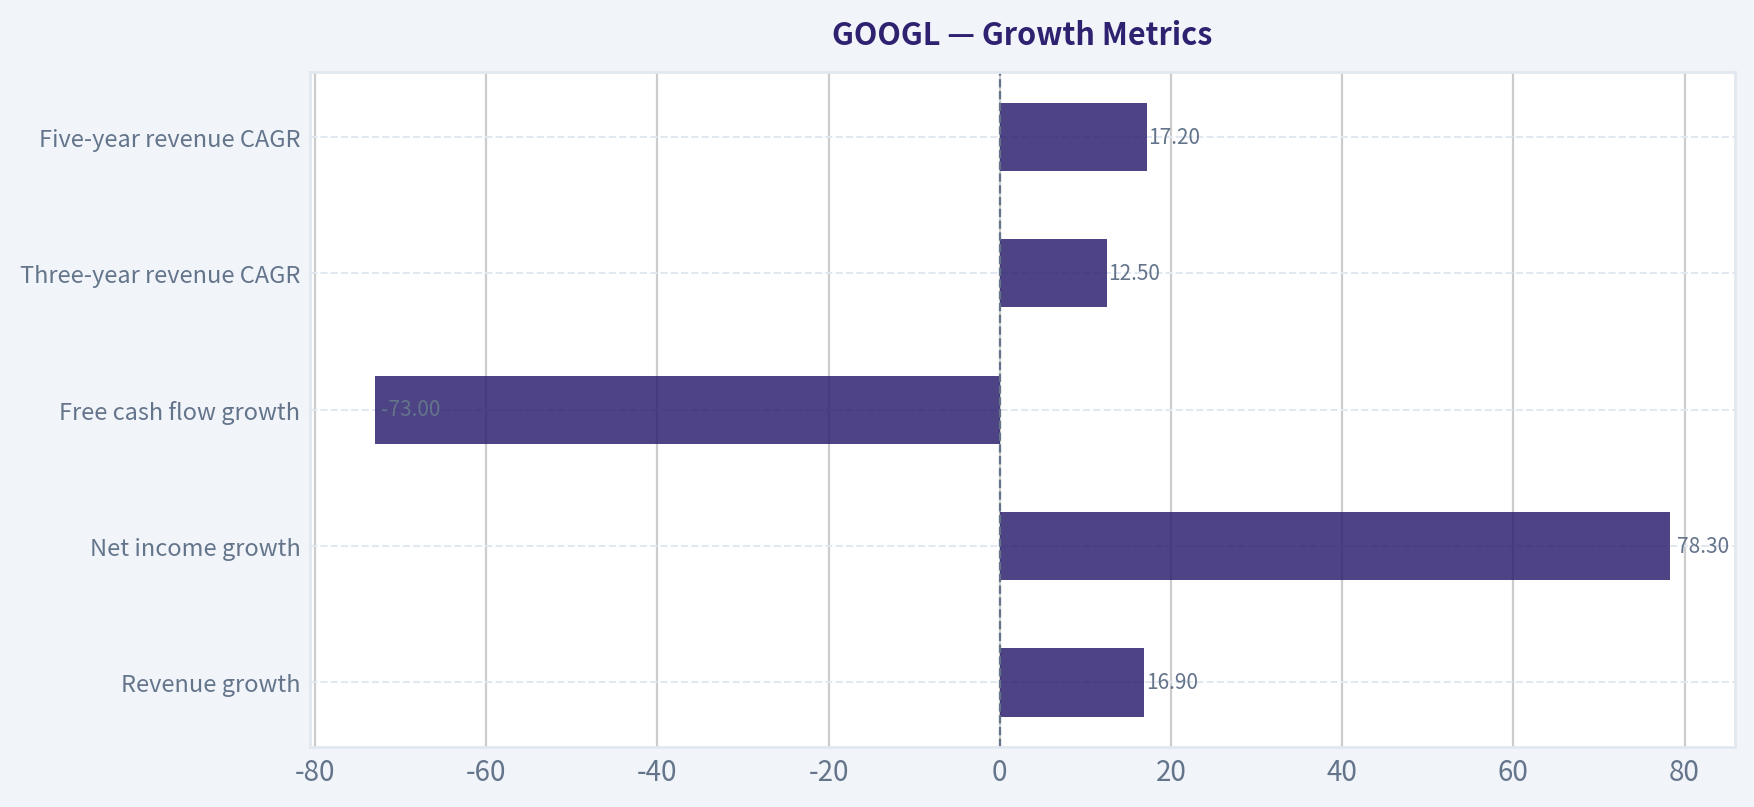 GOOGL — Growth Metrics
Five-year revenue CAGR
17.20
Three-year revenue CAGR
12.50
Free cash flow growth
-73.00
Net income growth
78.30
Revenue growth
16.90
-80 -60 -40 -20 0 20 40 60 80